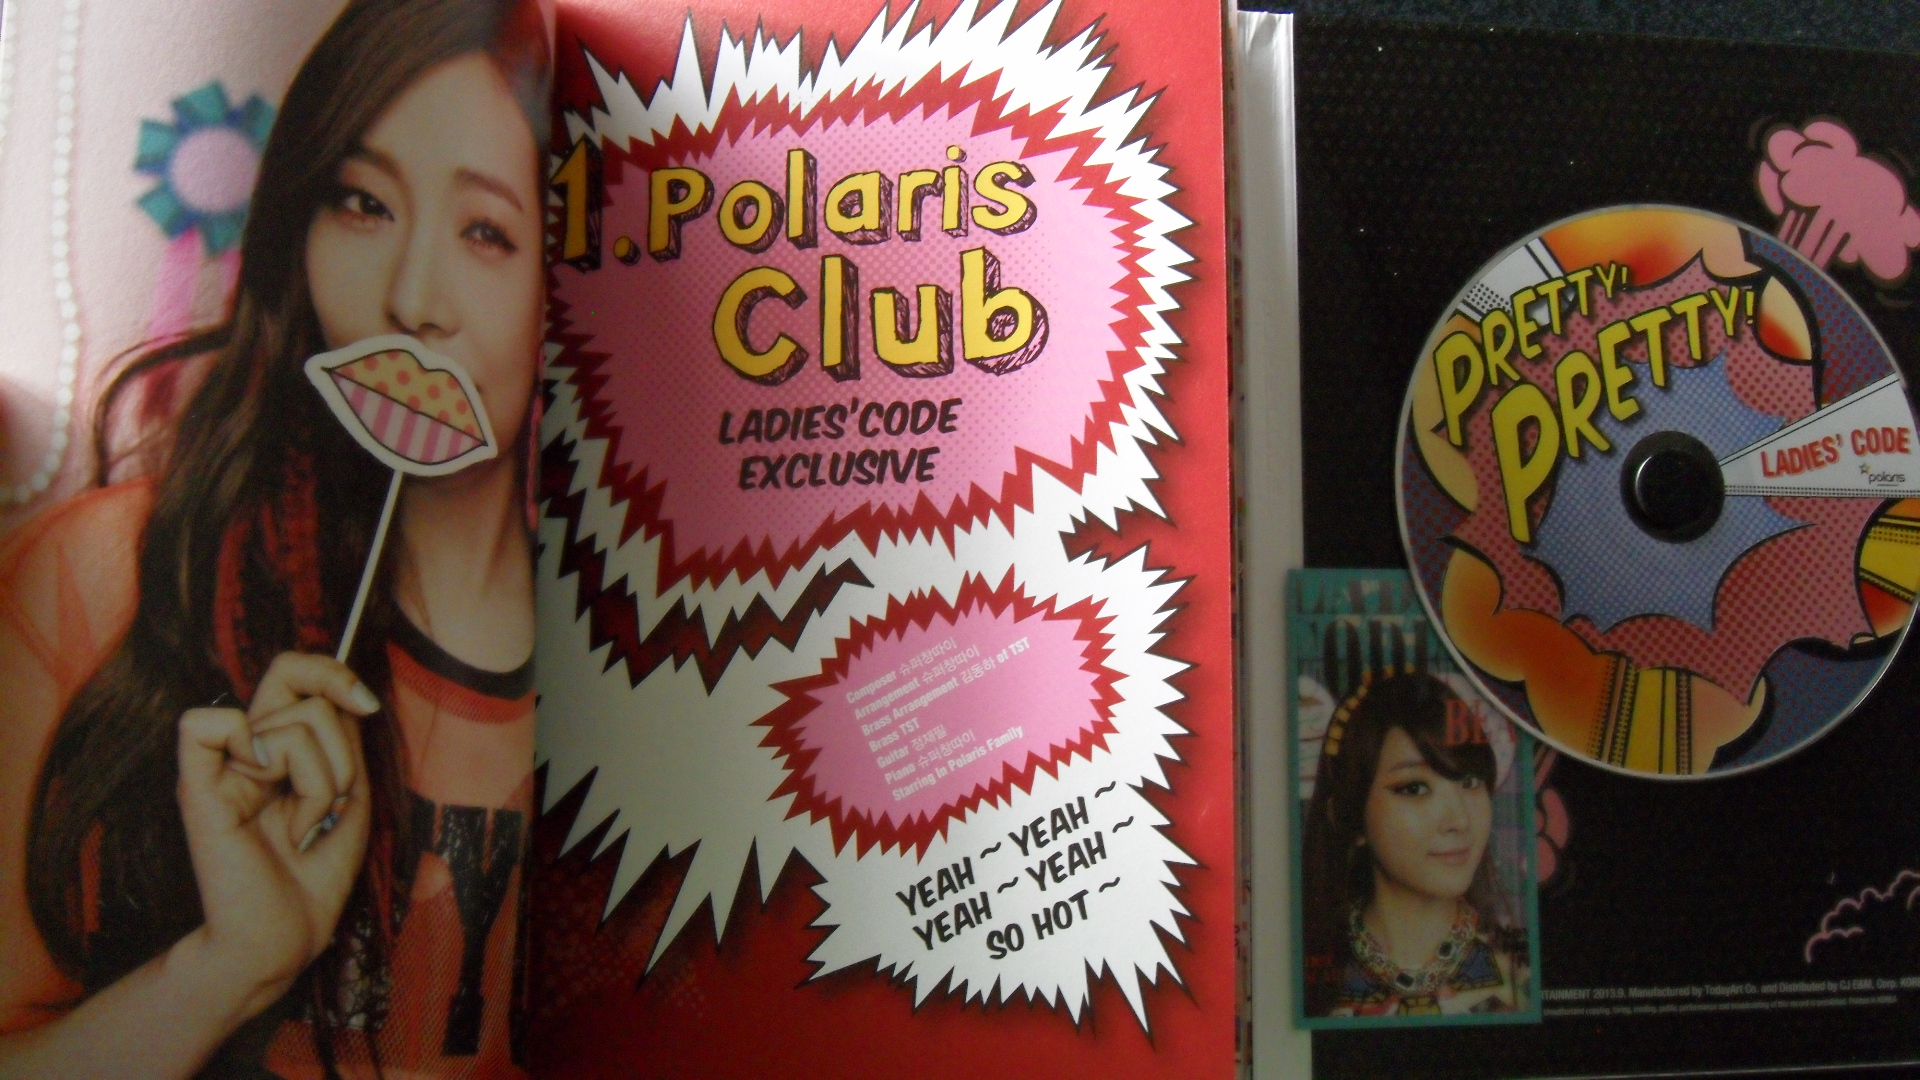 1. Polaris
Club
LADIES' CODE
EXCLUSIVE
Composer 슈퍼창따이
Arrangement 슈퍼창따이
Brass Arrangement 김동하 of TST
Brass TST
Guitar 정재필
Piano 슈퍼창따이
Starring In Polaris Family
YEAH ~ YEAH ~
YEAH ~ YEAH ~
SO HOT ~
PRETTY!
PRETTY!
LADIES' CODE
polaris
TAINMENT 2013.9. Manufactured by TodayArt Co. and Distributed by CJ E&M, Corp. KORE